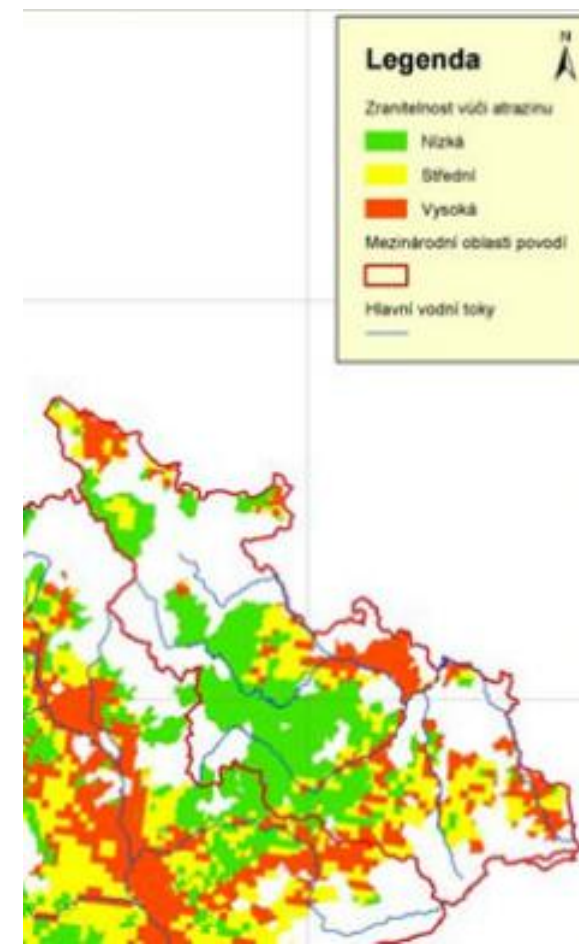 N
Legenda
Zranitelnost vůči atrazinu
Nízká
Střední
Vysoká
Mezinárodní oblasti povodí
Hlavní vodní toky